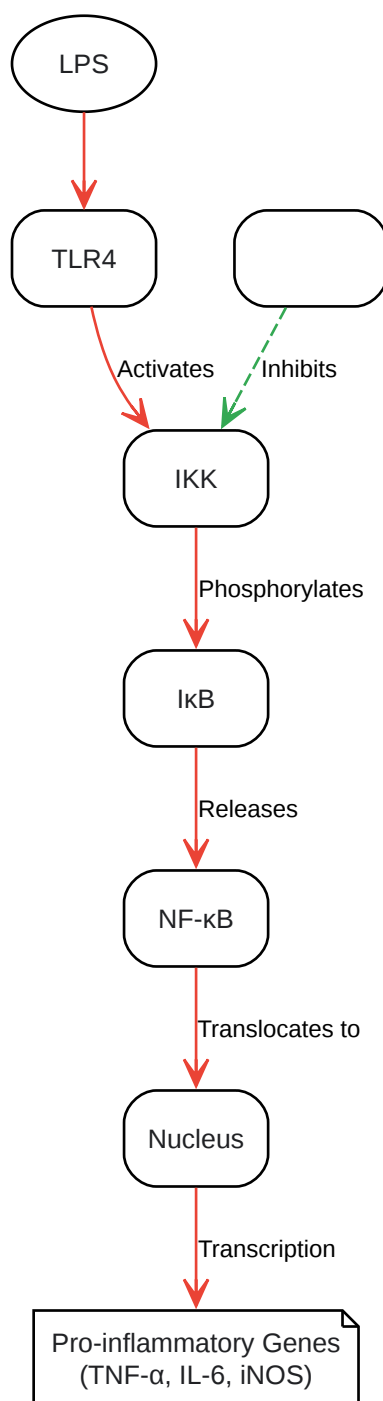 LPS
TLR4
Activates
Inhibits
IKK
Phosphorylates
IκB
Releases
NF-κB
Translocates to
Nucleus
Transcription
Pro-inflammatory Genes
(TNF-α, IL-6, iNOS)